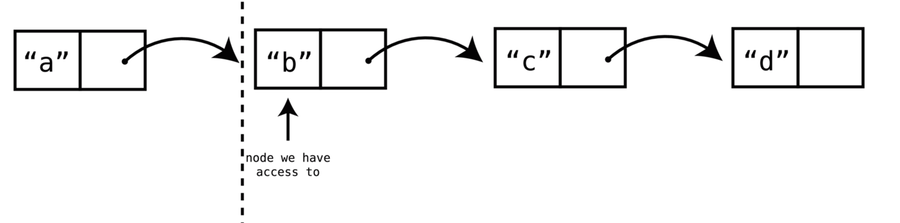 “a” “b” “c” “d”
node we have
access to